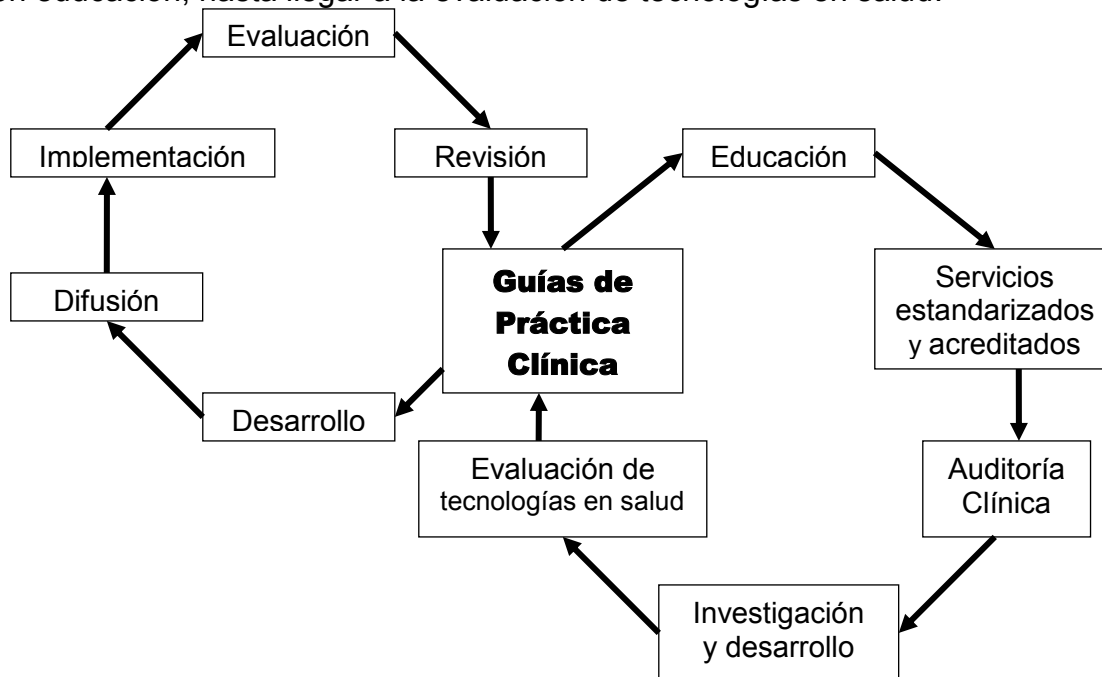 en educación, hasta llegar a la evaluación de tecnologías en salud.
Evaluación
Implementación
Revisión
Educación
Difusión
Guías de
Práctica
Clínica
Servicios
estandarizados
y acreditados
Desarrollo
Evaluación de
tecnologías en salud
Auditoría
Clínica
Investigación
y desarrollo